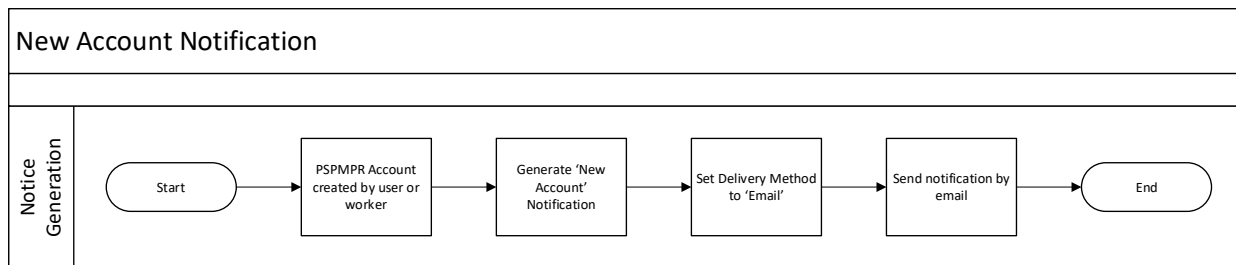 New Account Notification
Notice
Generation
Start
PSPMPR Account
created by user or
worker
Generate ‘New
Account’
Notification
Set Delivery Method
to ‘Email’
Send notification by
email
End